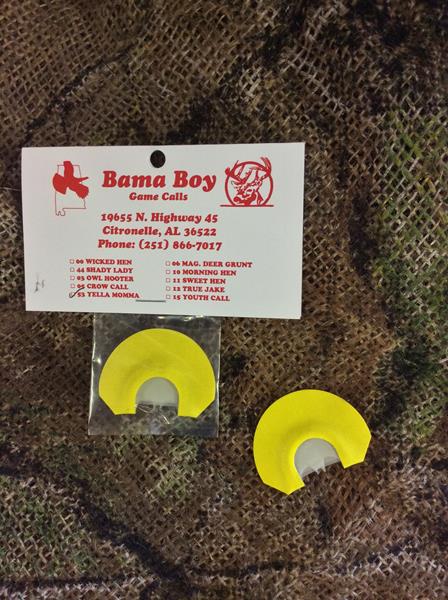 Bama Boy
Game Calls
19655 N. Highway 45
Citronelle, AL 36522
Phone: (251) 866-7017
00 WICKED HEN
44 SHADY LADY
03 OWL HOOTER
05 CROW CALL
53 YELLA MOMMA
06 MAG. DEER GRUNT
10 MORNING HEN
11 SWEET HEN
12 TRUE JAKE
15 YOUTH CALL